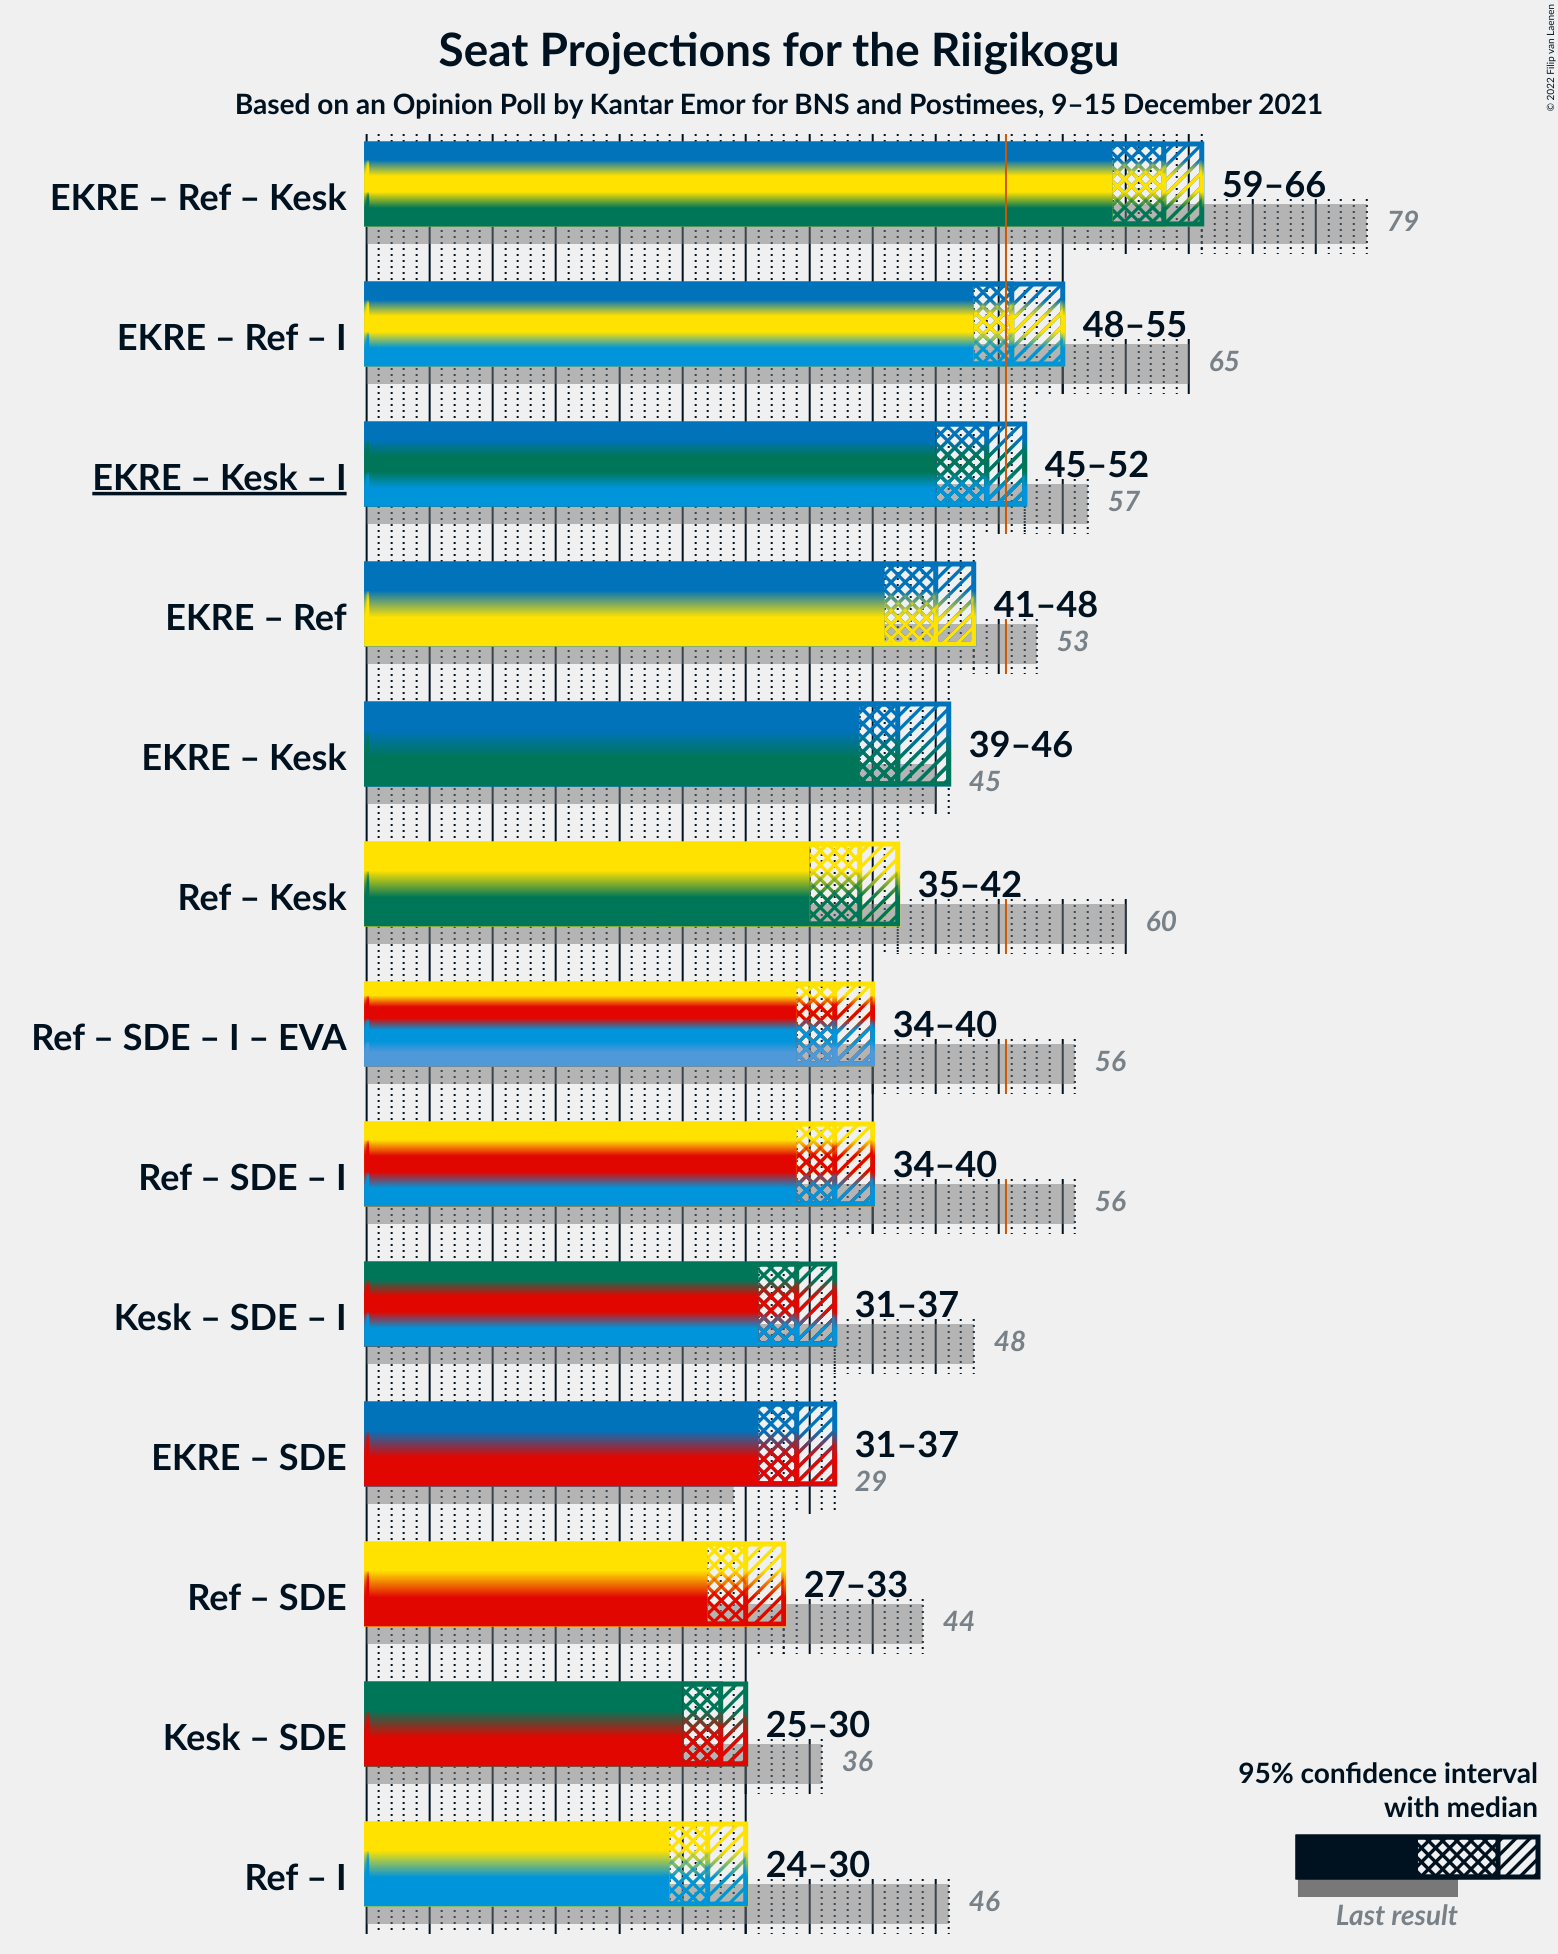 Seat Projections for the Riigikogu
Based on an Opinion Poll by Kantar Emor for BNS and Postimees, 9–15 December 2021
© 2022 Filip van Laenen
EKRE – Ref – Kesk
59–66
79
EKRE – Ref – I
48–55
65
EKRE – Kesk – I
45–52
57
EKRE – Ref
41–48
53
EKRE – Kesk
39–46
45
Ref – Kesk
35–42
60
Ref – SDE – I – EVA
34–40
56
Ref – SDE – I
34–40
56
Kesk – SDE – I
31–37
48
EKRE – SDE
31–37
29
Ref – SDE
27–33
44
Kesk – SDE
25–30
36
Ref – I
24–30
46
95% confidence interval
with median
Last result